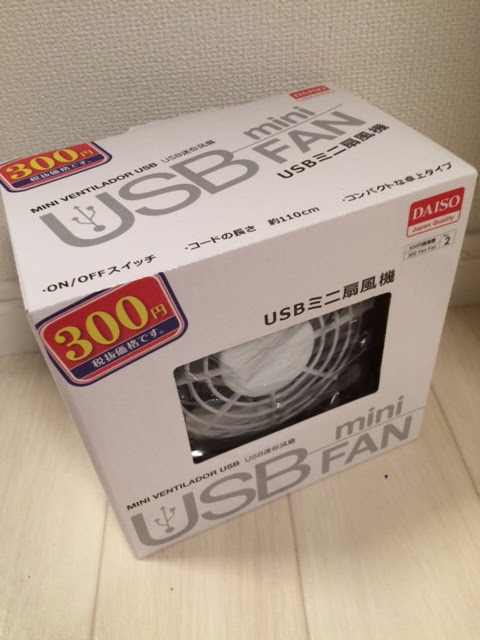 DAISO
300円
税抜価格です。
MINI VENTILADOR USB USB迷你风扇
USB mini FAN
USBミニ扇風機
・ON/OFFスイッチ
・コードの長さ 約110cm
・コンパクトな卓上タイプ
DAISO
Japan Quality
300 Yen Fan
2
300円
税抜価格です。
USBミニ扇風機
MINI VENTILADOR USB USB迷你风扇
USB mini FAN